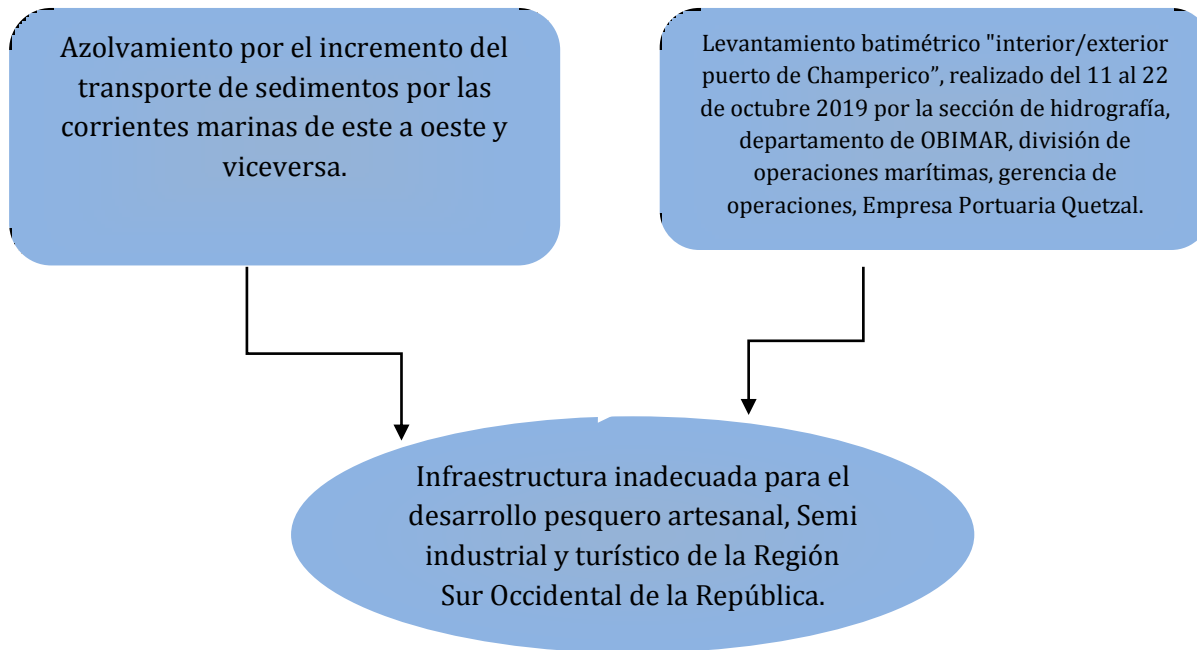 Azolvamiento por el incremento del
transporte de sedimentos por las
corrientes marinas de este a oeste y
viceversa.
Levantamiento batimétrico "interior/exterior
puerto de Champerico”, realizado del 11 al 22
de octubre 2019 por la sección de hidrografía,
departamento de OBIMAR, división de
operaciones marítimas, gerencia de
operaciones, Empresa Portuaria Quetzal.
Infraestructura inadecuada para el
desarrollo pesquero artesanal, Semi
industrial y turístico de la Región
Sur Occidental de la República.